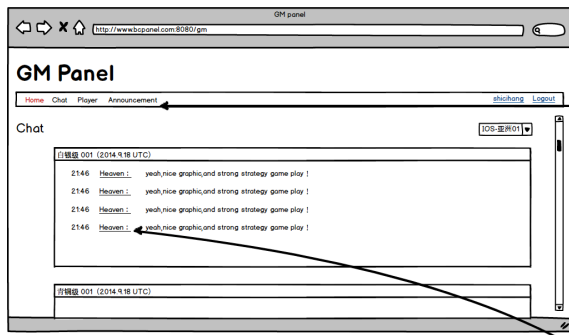 GM panel
http://www.bcpanel.com:8080/gm
GM Panel
Home Chat Player Announcement shicihang Logout
Chat
IOS-亚洲01
白银级 001 (2014.9.18 UTC)
21:46 Heaven : yeah,nice graphic,and strong strategy game play !
21:46 Heaven : yeah,nice graphic,and strong strategy game play !
21:46 Heaven : yeah,nice graphic,and strong strategy game play !
21:46 Heaven : yeah,nice graphic,and strong strategy game play !
青铜级 001 (2014.9.18 UTC)